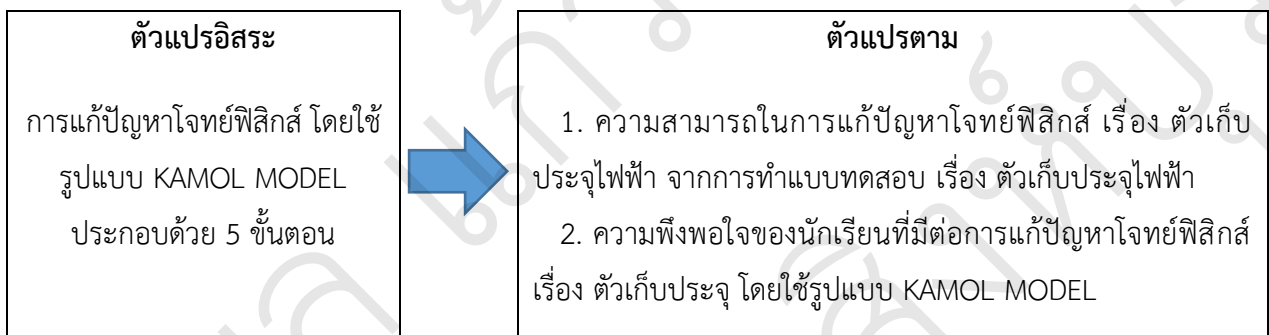 ตัวแปรอิสระ
การแก้ปัญหาโจทย์ฟิสิกส์ โดยใช้
รูปแบบ KAMOL MODEL
ประกอบด้วย 5 ขั้นตอน
ตัวแปรตาม
1. ความสามารถในการแก้ปัญหาโจทย์ฟิสิกส์ เรื่อง ตัวเก็บ
ประจุไฟฟ้า จากการทำแบบทดสอบ เรื่อง ตัวเก็บประจุไฟฟ้า
2. ความพึงพอใจของนักเรียนที่มีต่อการแก้ปัญหาโจทย์ฟิสิกส์
เรื่อง ตัวเก็บประจุ โดยใช้รูปแบบ KAMOL MODEL